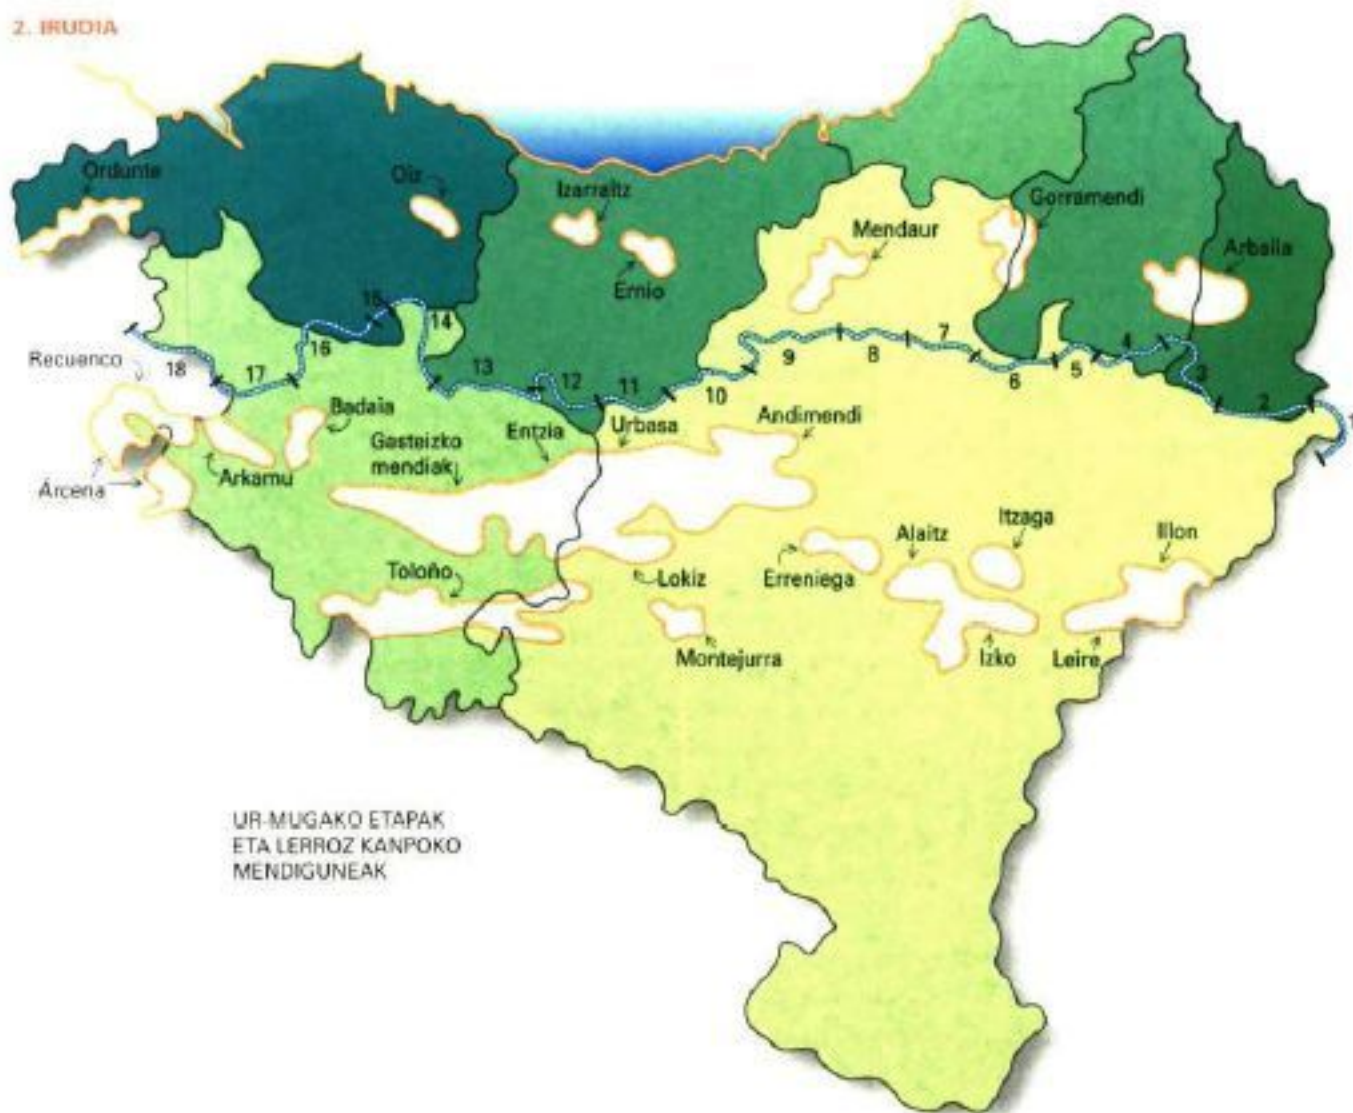 2. IRUDIA
Ordunte
Oiz
Izarraitz
Ernio
Mendaur
Gorramendi
Arbaila
15
14
16
Recuenco
18
17
13
12
11
10
9
8
7
6
5
4
3
2
1
Badaia
Gasteizko
mendiak
Entzia
Urbasa
Andimendi
Arkamu
Árcena
Toloño
Lokiz
Erreniega
Alaitz
Itzaga
Illon
Montejurra
Izko
Leire
UR-MUGAKO ETAPAK
ETA LERROZ KANPOKO
MENDIGUNEAK